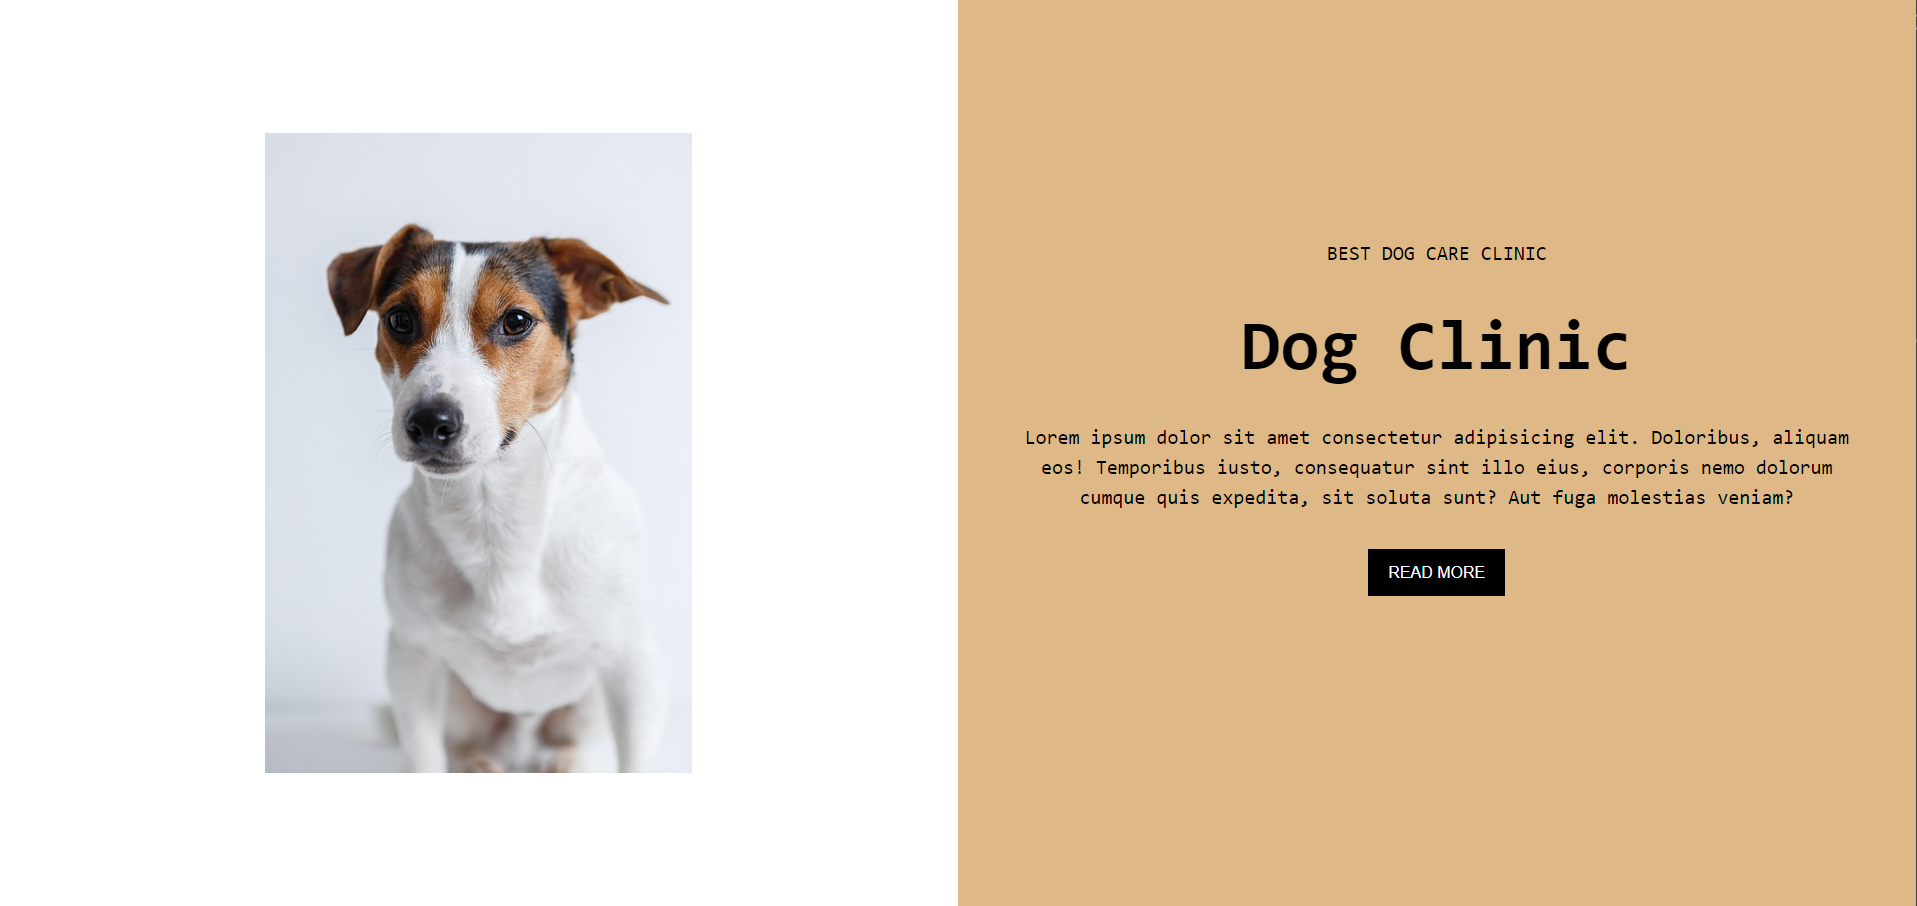 BEST DOG CARE CLINIC
Dog Clinic
Lorem ipsum dolor sit amet consectetur adipisicing elit. Doloribus, aliquam
eos! Temporibus iusto, consequatur sint illo eius, corporis nemo dolorum
cumque quis expedita, sit soluta sunt? Aut fuga molestias veniam?
READ MORE